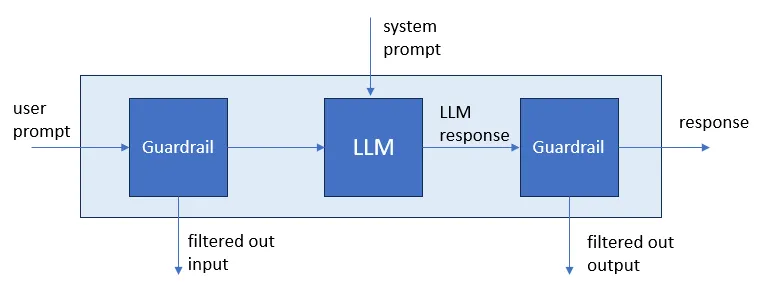 system
prompt
user
prompt
Guardrail
LLM
LLM
response
Guardrail
response
filtered out
input
filtered out
output